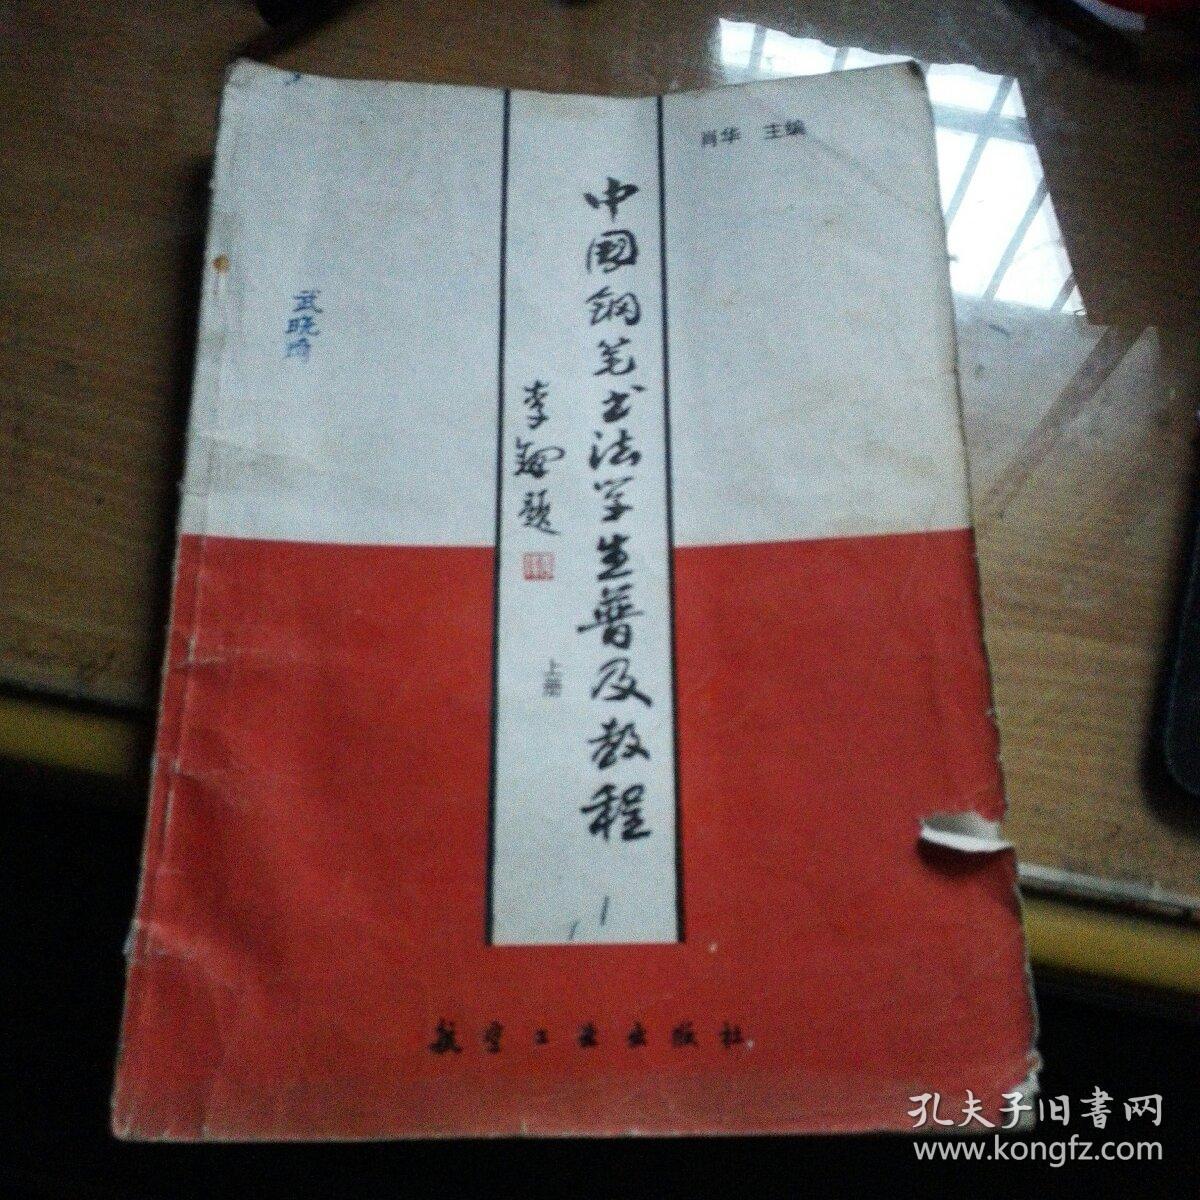 肖华 主编
中国钢笔书法学生普及教程
李铎题
上册
武晓
航空工业出版社
孔夫子旧書网
www.kongfz.com